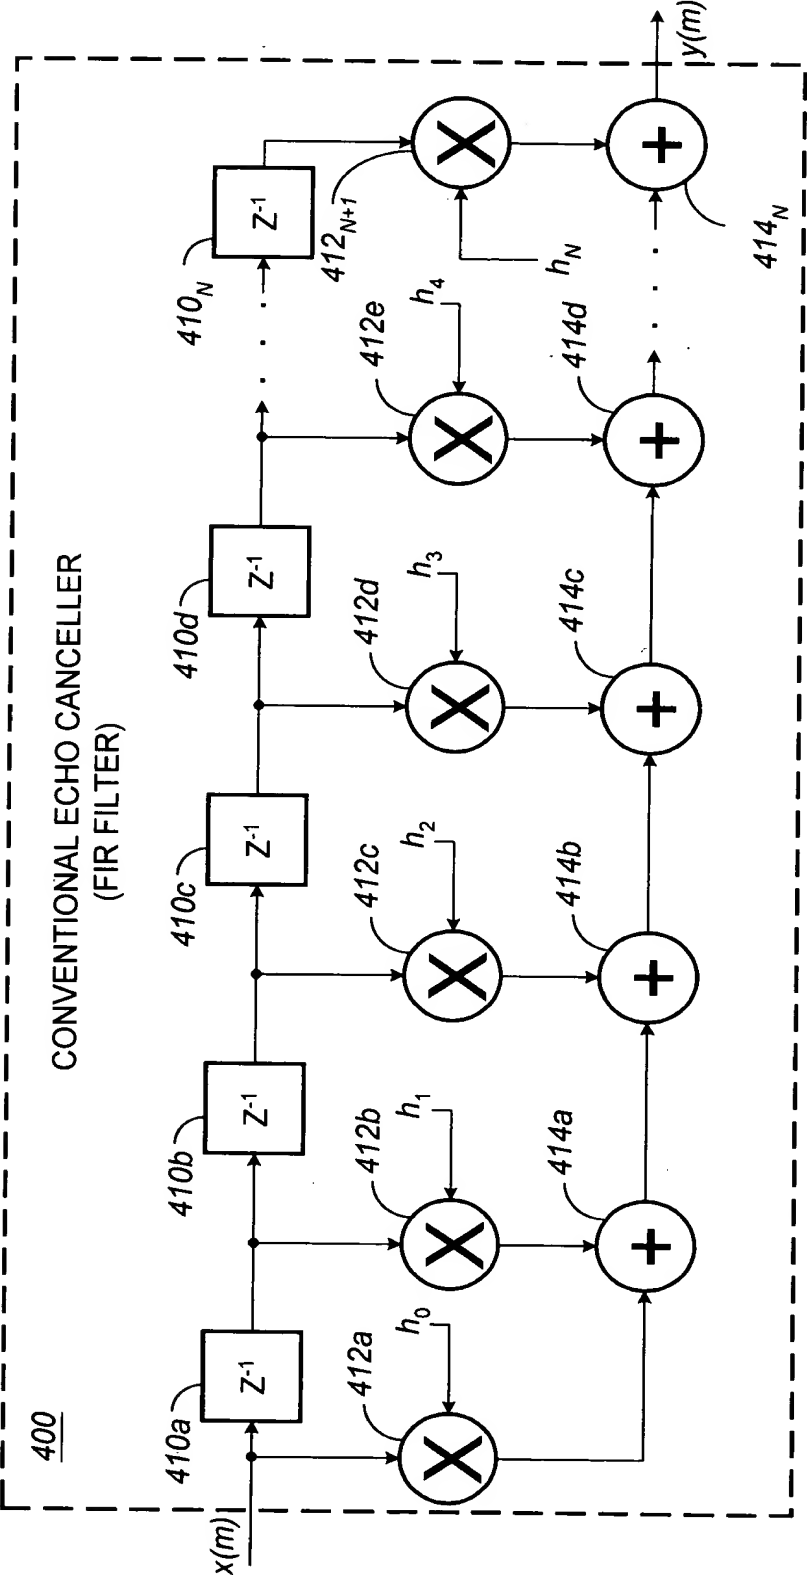 400
CONVENTIONAL ECHO CANCELLER
(FIR FILTER)
x(m)
410a
410b
410c
410d
410N
Z-1
Z-1
Z-1
Z-1
Z-1
412a
h0
412b
h1
412c
h2
412d
h3
412e
h4
412N+1
hN
X
X
X
X
X
X
414a
414b
414c
414d
414N
+
+
+
+
+
y(m)